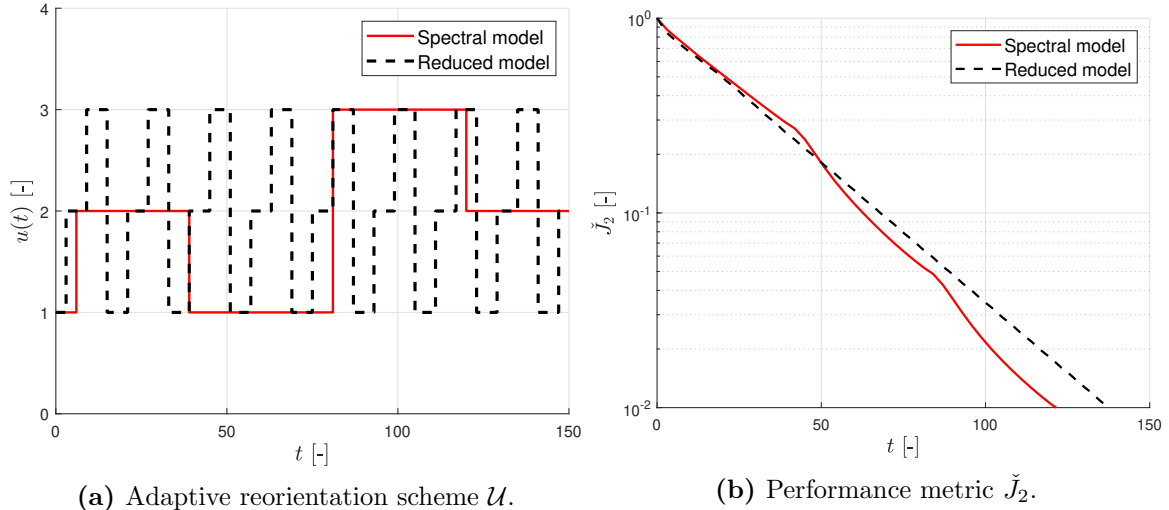 4
3
2
1
0
u(t) [-]
0 50 100 150
t [-]
Spectral model
Reduced model
(a) Adaptive reorientation scheme 𝒰.
10⁰
10⁻¹
10⁻²
J̌₂ [-]
0 50 100 150
t [-]
Spectral model
Reduced model
(b) Performance metric J̌₂.